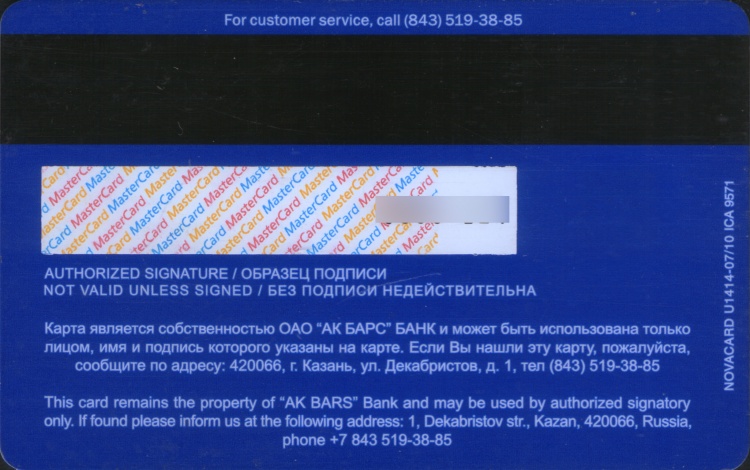 For customer service, call (843) 519-38-85
AUTHORIZED SIGNATURE / ОБРАЗЕЦ ПОДПИСИ
NOT VALID UNLESS SIGNED / БЕЗ ПОДПИСИ НЕДЕЙСТВИТЕЛЬНА
Карта является собственностью ОАО "АК БАРС" БАНК и может быть использована только
лицом, имя и подпись которого указаны на карте. Если Вы нашли эту карту, пожалуйста,
сообщите по адресу: 420066, г. Казань, ул. Декабристов, д. 1, тел (843) 519-38-85
This card remains the property of "AK BARS" Bank and may be used by authorized signatory
only. If found please inform us at the following address: 1, Dekabristov str., Kazan, 420066, Russia,
phone +7 843 519-38-85
NOVACARD U1414-07/10 ICA 9571